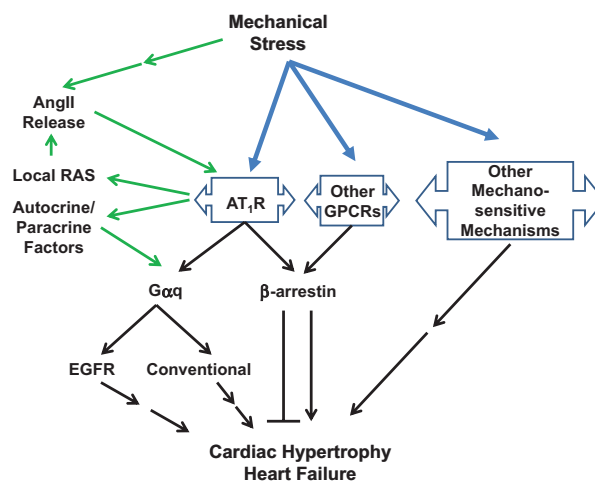 Mechanical
Stress
AngII
Release
Local RAS
Autocrine/
Paracrine
Factors
AT₁R
Other
GPCRs
Other
Mechano-
sensitive
Mechanisms
Gαq
β-arrestin
EGFR
Conventional
Cardiac Hypertrophy
Heart Failure